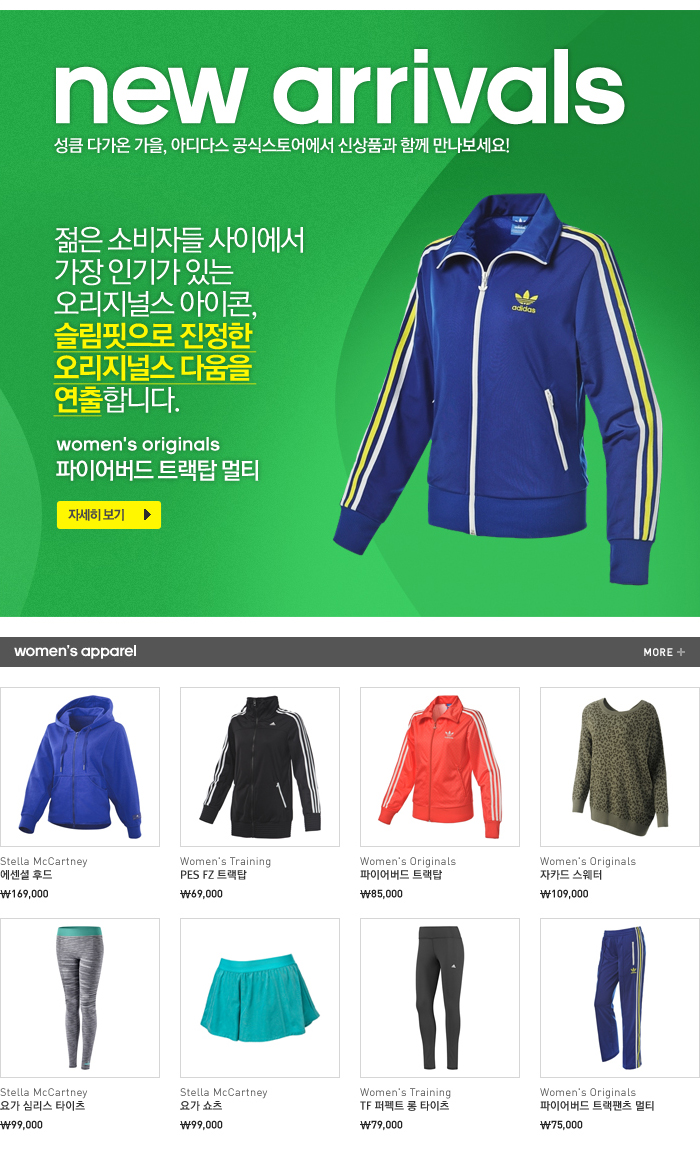 new arrivals
성큼 다가온 가을, 아디다스 공식스토어에서 신상품과 함께 만나보세요!
젊은 소비자들 사이에서
가장 인기가 있는
오리지널스 아이콘,
슬림핏으로 진정한
오리지널스 다움을
연출합니다.
women's originals
파이어버드 트랙탑 멀티
자세히 보기
adidas
women's apparel
MORE +
Stella McCartney
에센셜 후드
₩169,000
Women's Training
PES FZ 트랙탑
₩69,000
Women's Originals
파이어버드 트랙탑
₩85,000
Women's Originals
자카드 스웨터
₩109,000
Stella McCartney
요가 심리스 타이츠
₩99,000
Stella McCartney
요가 쇼츠
₩99,000
Women's Training
TF 퍼펙트 롱 타이츠
₩79,000
Women's Originals
파이어버드 트랙팬츠 멀티
₩75,000